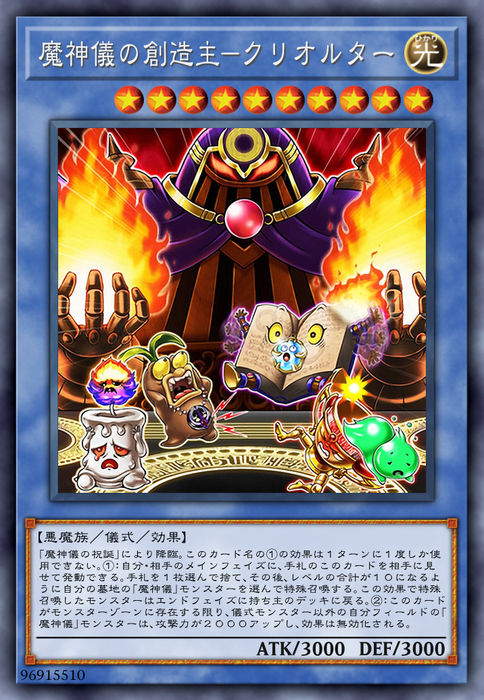 魔神儀の創造主－クリオルター
ひかり
光
【悪魔族／儀式／効果】
「魔神儀の祝誕」により降臨。このカード名の①の効果は１ターンに１度しか使
用できない。①：自分・相手のメインフェイズに、手札のこのカードを相手に見
せて発動できる。手札を１枚選んで捨て、その後、レベルの合計が１０になるよう
に自分の墓地の「魔神儀」モンスターを選んで特殊召喚する。この効果で特殊
召喚したモンスターはエンドフェイズに持ち主のデッキに戻る。②：このカード
がモンスターゾーンに存在する限り、儀式モンスター以外の自分フィールドの「
魔神儀」モンスターは、攻撃力が２０００アップし、効果は無効化される。
ATK/3000 DEF/3000
96915510